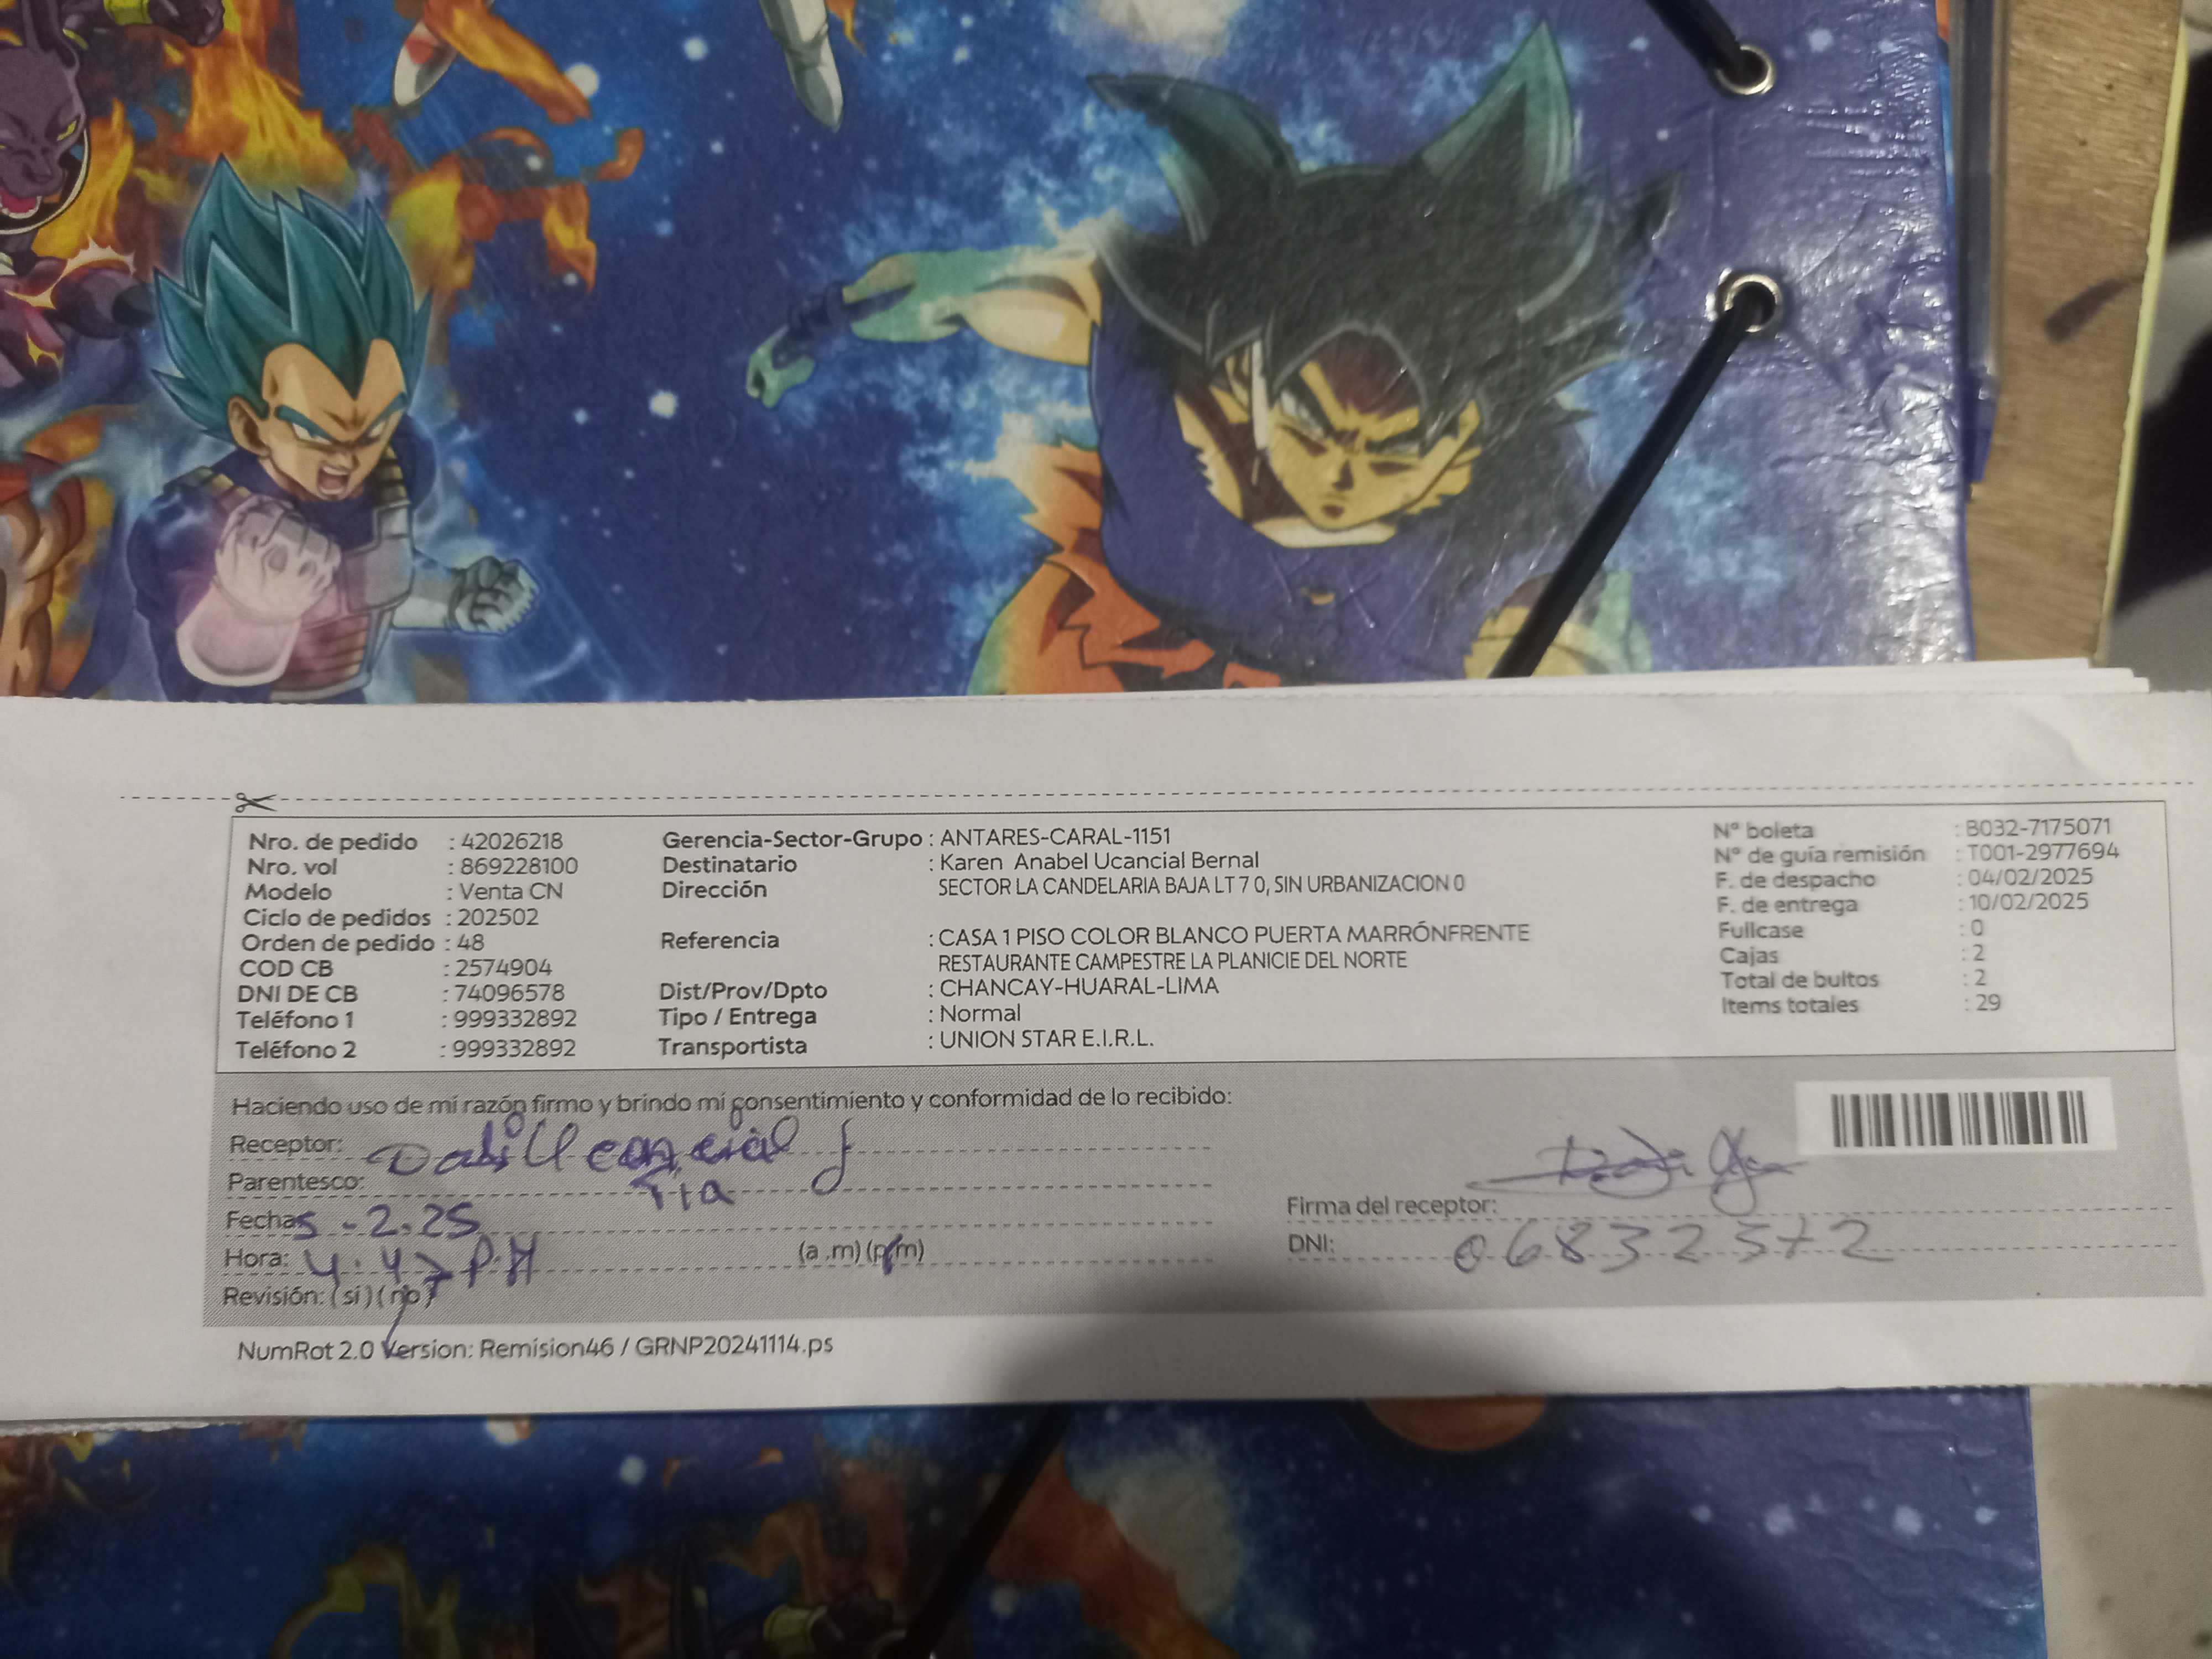 Nro. de pedido : 42026218
Nro. vol : 869228100
Modelo : Venta CN
Ciclo de pedidos : 202502
Orden de pedido : 48
COD CB : 2574904
DNI DE CB : 74096578
Teléfono 1 : 999332892
Teléfono 2 : 999332892
Gerencia-Sector-Grupo : ANTARES-CARAL-1151
Destinatario : Karen Anabel Ucancial Bernal
Dirección SECTOR LA CANDELARIA BAJA LT 7 0, SIN URBANIZACION 0
Referencia : CASA 1 PISO COLOR BLANCO PUERTA MARRÓNFRENTE
RESTAURANTE CAMPESTRE LA PLANICIE DEL NORTE
Dist/Prov/Dpto : CHANCAY-HUARAL-LIMA
Tipo / Entrega : Normal
Transportista : UNION STAR E.I.R.L.
N° boleta : B032-7175071
N° de guía remisión : T001-2977694
F. de despacho : 04/02/2025
F. de entrega : 10/02/2025
Fullcase : 0
Cajas : 2
Total de bultos : 2
Items totales : 29
Haciendo uso de mi razón firmo y brindo mi consentimiento y conformidad de lo recibido:
Receptor: Ucancial
Parentesco: Tia
Fecha: 5-2.25
Hora: 4:47 P.M (a .m) (p.m)
Revisión: (si) (no)
Firma del receptor:
DNI:
NumRot 2.0 Version: Remision46 / GRNP20241114.ps